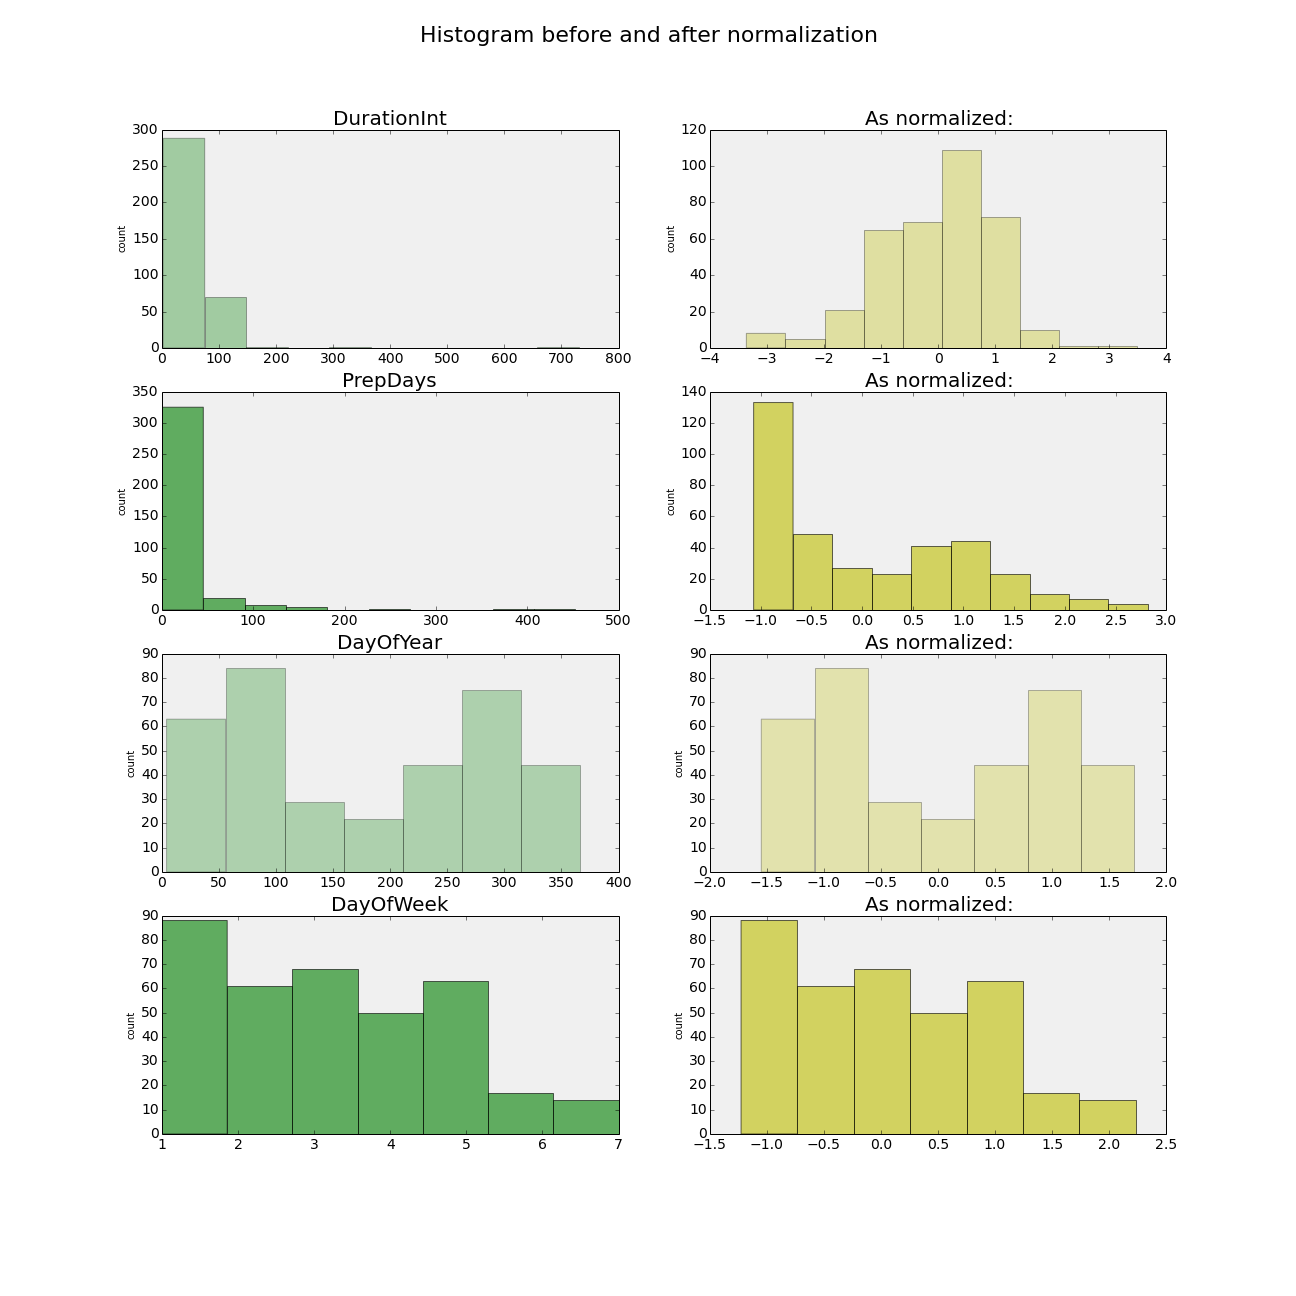 Histogram before and after normalization
DurationInt
As normalized:
300
250
200
150
100
50
0
count
0 100 200 300 400 500 600 700 800
120
100
80
60
40
20
0
count
−4 −3 −2 −1 0 1 2 3 4
PrepDays
As normalized:
350
300
250
200
150
100
50
0
count
0 100 200 300 400 500
140
120
100
80
60
40
20
0
count
−1.5 −1.0 −0.5 0.0 0.5 1.0 1.5 2.0 2.5 3.0
DayOfYear
As normalized:
90
80
70
60
50
40
30
20
10
0
count
0 50 100 150 200 250 300 350 400
90
80
70
60
50
40
30
20
10
0
count
−2.0 −1.5 −1.0 −0.5 0.0 0.5 1.0 1.5 2.0
DayOfWeek
As normalized:
90
80
70
60
50
40
30
20
10
0
count
1 2 3 4 5 6 7
90
80
70
60
50
40
30
20
10
0
count
−1.5 −1.0 −0.5 0.0 0.5 1.0 1.5 2.0 2.5